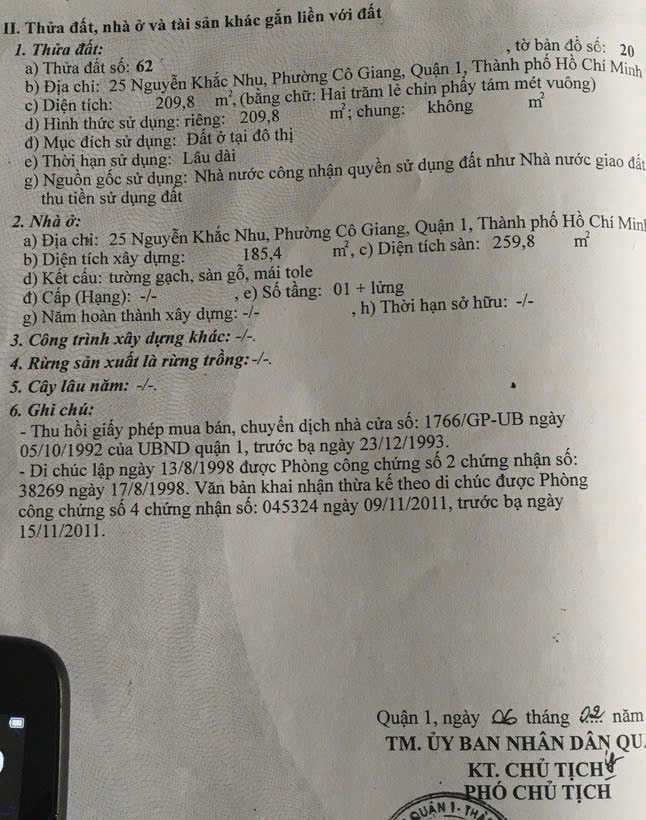 II. Thửa đất, nhà ở và tài sản khác gắn liền với đất
1. Thửa đất:
a) Thửa đất số: 62 , tờ bản đồ số: 20
b) Địa chỉ: 25 Nguyễn Khắc Nhu, Phường Cô Giang, Quận 1, Thành phố Hồ Chí Minh
c) Diện tích: 209,8 m², (bằng chữ: Hai trăm lẻ chín phẩy tám mét vuông)
d) Hình thức sử dụng: riêng: 209,8 m²; chung: không m²
đ) Mục đích sử dụng: Đất ở tại đô thị
e) Thời hạn sử dụng: Lâu dài
g) Nguồn gốc sử dụng: Nhà nước công nhận quyền sử dụng đất như Nhà nước giao đất
thu tiền sử dụng đất
2. Nhà ở:
a) Địa chỉ: 25 Nguyễn Khắc Nhu, Phường Cô Giang, Quận 1, Thành phố Hồ Chí Minh
b) Diện tích xây dựng: 185,4 m², c) Diện tích sàn: 259,8 m²
d) Kết cấu: tường gạch, sàn gỗ, mái tole
đ) Cấp (Hạng): -/- , e) Số tầng: 01 + lửng
g) Năm hoàn thành xây dựng: -/- , h) Thời hạn sở hữu: -/-
3. Công trình xây dựng khác: -/-.
4. Rừng sản xuất là rừng trồng: -/-.
5. Cây lâu năm: -/-.
6. Ghi chú:
- Thu hồi giấy phép mua bán, chuyển dịch nhà cửa số: 1766/GP-UB ngày
05/10/1992 của UBND quận 1, trước bạ ngày 23/12/1993.
- Di chúc lập ngày 13/8/1998 được Phòng công chứng số 2 chứng nhận số:
38269 ngày 17/8/1998. Văn bản khai nhận thừa kế theo di chúc được Phòng
công chứng số 4 chứng nhận số: 045324 ngày 09/11/2011, trước bạ ngày
15/11/2011.
Quận 1, ngày 06 tháng 02 năm
TM. ỦY BAN NHÂN DÂN QU
KT. CHỦ TỊCH
PHÓ CHỦ TỊCH
QUẬN 1 - THÀ